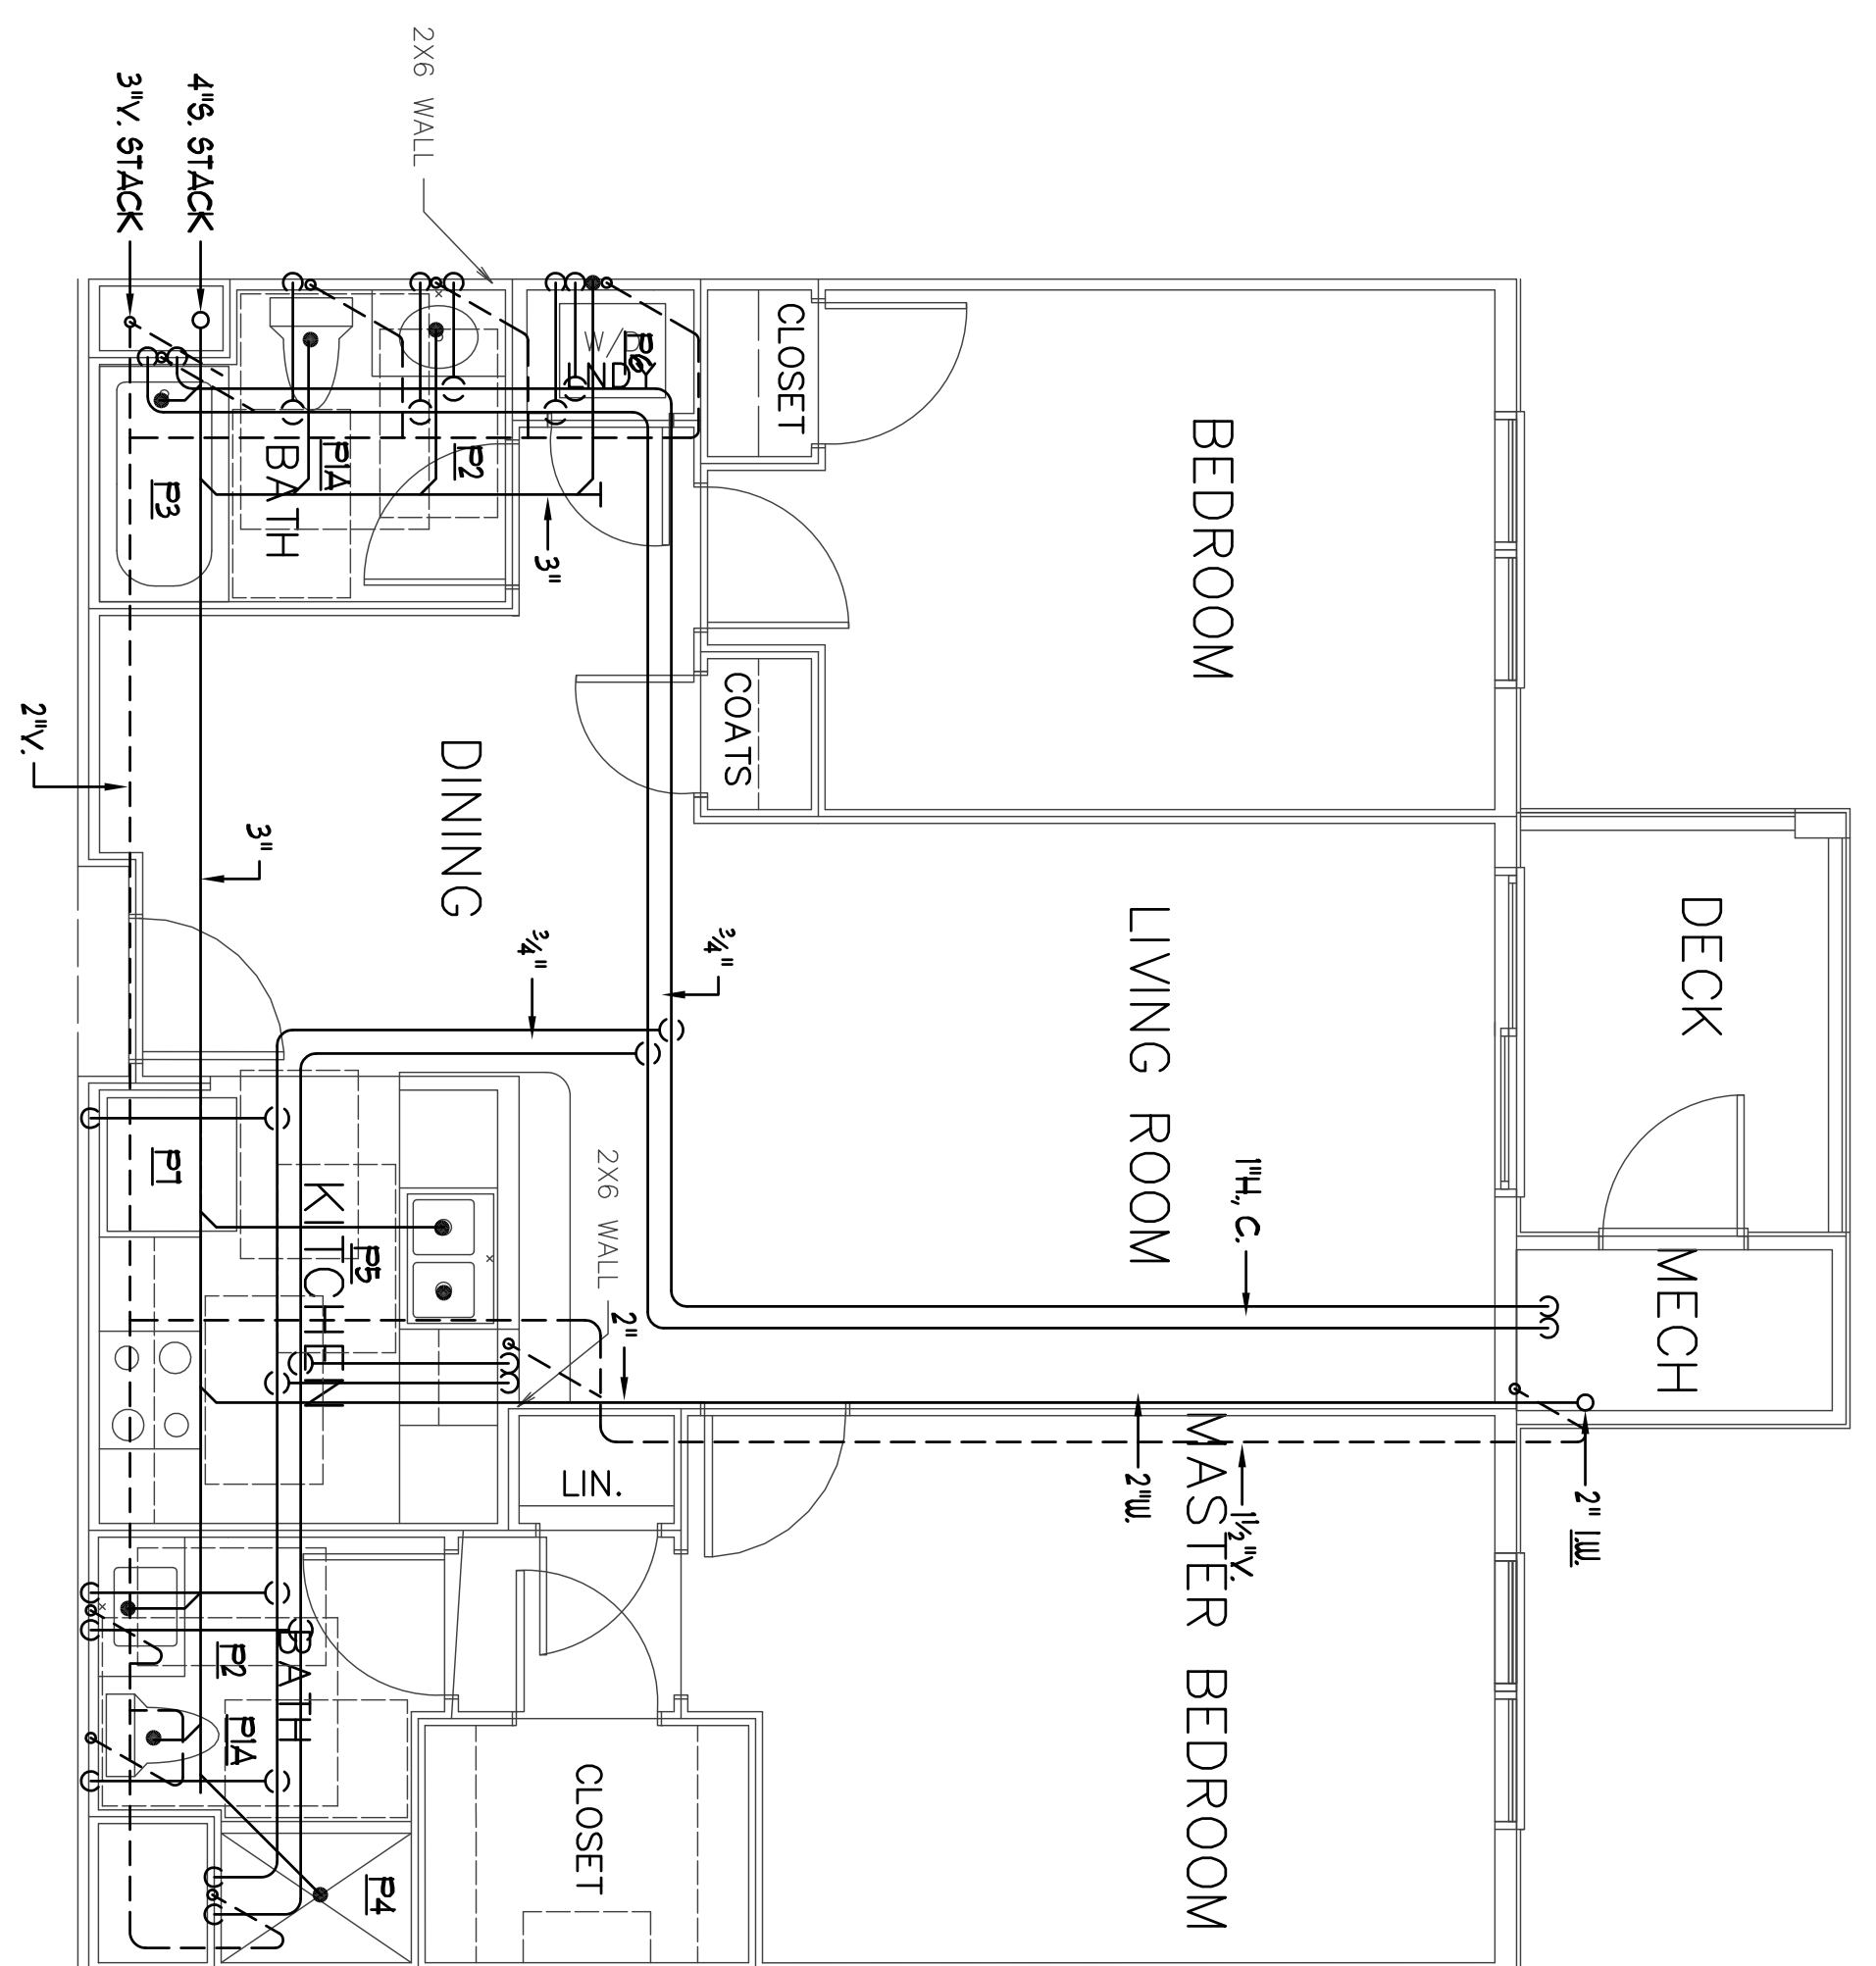 2X6 WALL
4"S. STACK
3"V. STACK
CLOSET
W/D
P6
LNDY
BEDROOM
P2
P1A
BATH
P3
3"
COATS
2"V.
DINING
3"
DECK
LIVING ROOM
3/4"
3/4"
P7
2X6 WALL
1"H., C.
KITCHEN
P5
MECH
2"
MASTER BEDROOM
2"W.
LIN.
1 1/2"V.
2" I.W.
P2
BATH
P1A
CLOSET
P4